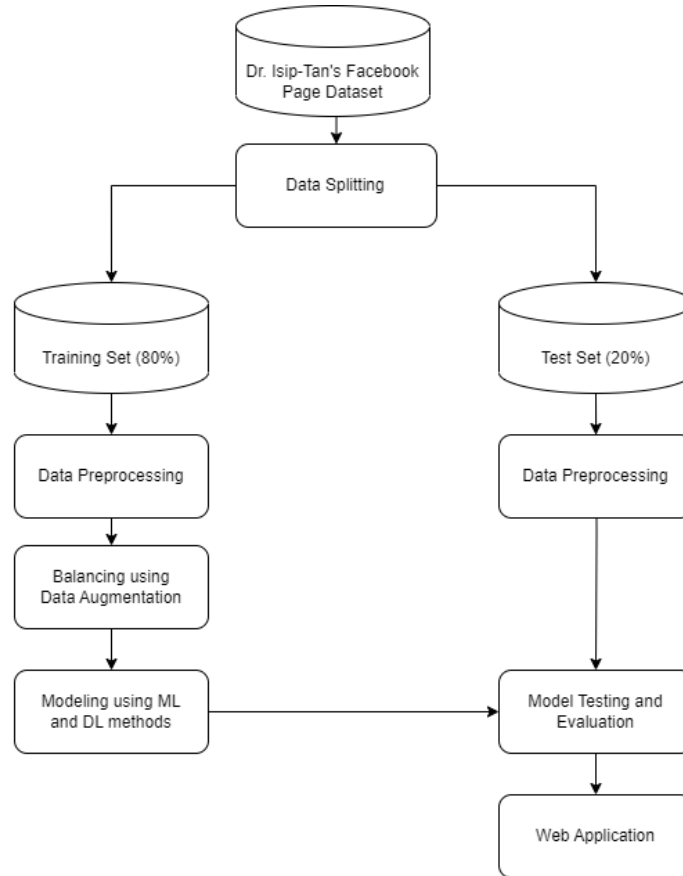 Dr. Isip-Tan's Facebook
Page Dataset
Data Splitting
Training Set (80%)
Test Set (20%)
Data Preprocessing
Data Preprocessing
Balancing using
Data Augmentation
Modeling using ML
and DL methods
Model Testing and
Evaluation
Web Application